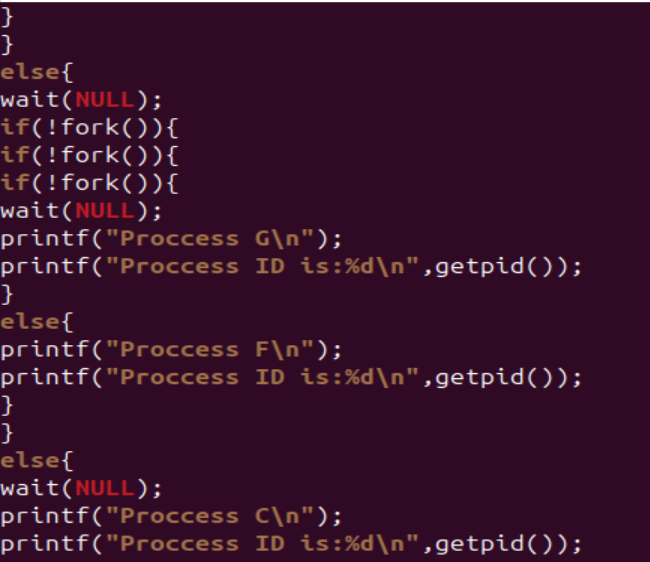 }
}
else{
wait(NULL);
if(!fork()){
if(!fork()){
if(!fork()){
wait(NULL);
printf("Proccess G\n");
printf("Proccess ID is:%d\n",getpid());
}
else{
printf("Proccess F\n");
printf("Proccess ID is:%d\n",getpid());
}
}
else{
wait(NULL);
printf("Proccess C\n");
printf("Proccess ID is:%d\n",getpid());